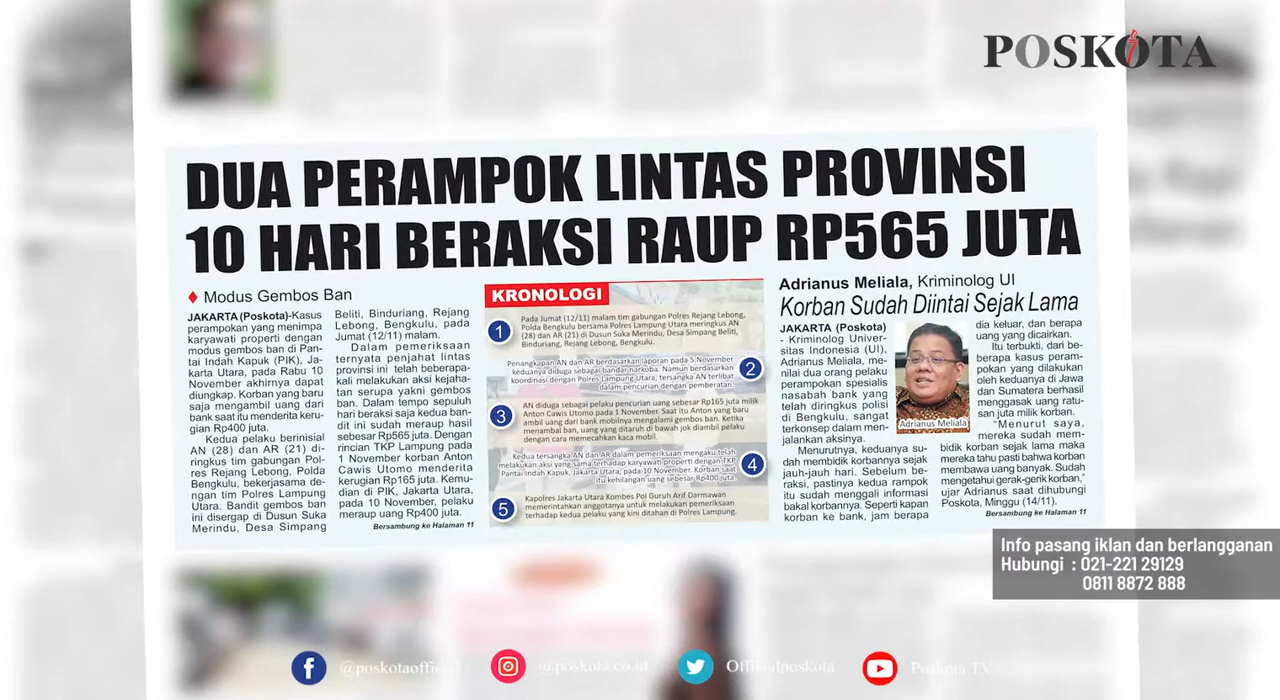 POSKOTA
DUA PERAMPOK LINTAS PROVINSI
10 HARI BERAKSI RAUP RP565 JUTA
Modus Gembos Ban
JAKARTA (Poskota)-Kasus
perampokan yang menimpa
karyawati properti dengan
modus gembos ban di Pan-
tai Indah Kapuk (PIK), Ja-
karta Utara, pada Rabu 10
November akhirnya dapat
diungkap. Korban yang baru
saja mengambil uang dari
bank saat itu menderita keru-
gian Rp400 juta.
Kedua pelaku berinisial
AN (28) dan AR (21) di-
ringkus tim gabungan Pol-
res Rejang Lebong, Polda
Bengkulu, bekerjasama de-
ngan tim Polres Lampung
Utara. Bandit gembos ban
ini disergap di Dusun Suka
Merindu, Desa Simpang
Beliti, Binduriang, Rejang
Lebong, Bengkulu, pada
Jumat (12/11) malam.
Dalam pemeriksaan
ternyata penjahat lintas
provinsi ini telah beberapa-
kali melakukan aksi kejaha-
tan serupa yakni gembos
ban. Dalam tempo sepuluh
hari beraksi saja kedua ban-
dit ini sudah meraup hasil
sebesar Rp565 juta. Dengan
rincian TKP Lampung pada
1 November korban Anton
Cawis Utomo menderita
kerugian Rp165 juta. Kemu-
dian di PIK, Jakarta Utara,
pada 10 November, pelaku
meraup uang Rp400 juta.
Bersambung ke Halaman 11
KRONOLOGI
1
Pada Jumat (12/11) malam tim gabungan Polres Rejang Lebong,
Polda Bengkulu bersama Polres Lampung Utara meringkus AN
(28) dan AR (21) di Dusun Suka Merindu, Desa Simpang Beliti,
Binduriang, Rejang Lebong, Bengkulu.
2
Penangkapan AN dan AR berdasarkan laporan pada 5 November
keduanya diduga sebagai bandar narkoba. Namun berdasarkan
koordinasi dengan Polres Lampung Utara, tersangka AN terlibat
dalam pencurian dengan pemberatan.
3
AN diduga sebagai pelaku pencurian uang sebesar Rp165 juta milik
Anton Cawis Utomo pada 1 November. Saat itu Anton yang baru
ambil uang dari bank mobilnya mengalami gembos ban. Ketika
menambal ban, uang yang ditaruh di bawah jok diambil pelaku
dengan cara memecahkan kaca mobil.
4
Kedua tersangka AN dan AR dalam pemeriksaan mengaku telah
melakukan aksi yang sama terhadap karyawati properti dengan TKP
Pantai Indah Kapuk, Jakarta Utara, pada 10 November. Korban saat
itu kehilangan uang sebesar Rp400 juta.
5
Kapolres Jakarta Utara Kombes Pol Guruh Arif Darmawan
memerintahkan anggotanya untuk melakukan pemeriksaan
terhadap kedua pelaku yang kini ditahan di Polres Lampung.
Adrianus Meliala, Kriminolog UI
Korban Sudah Diintai Sejak Lama
JAKARTA (Poskota)
- Kriminolog Univer-
sitas Indonesia (UI),
Adrianus Meliala, me-
nilai dua orang pelaku
perampokan spesialis
nasabah bank yang
telah diringkus polisi
di Bengkulu, sangat
terkonsep dalam men-
jalankan aksinya.
Menurutnya, keduanya su-
dah membidik korbannya sejak
jauh-jauh hari. Sebelum be-
raksi, pastinya kedua rampok
itu sudah menggali informasi
bakal korbannya. Seperti kapan
korban ke bank, jam berapa
Adrianus Meliala
dia keluar, dan berapa
uang yang dicairkan.
Itu terbukti, dari be-
berapa kasus peram-
pokan yang dilakukan
oleh keduanya di Jawa
dan Sumatera berhasil
menggasak uang ratu-
san juta milik korban.
"Menurut saya,
mereka sudah mem-
bidik korban sejak lama maka
mereka tahu pasti bahwa korban
membawa uang banyak. Sudah
mengetahui gerak-gerik korban,"
ujar Adrianus saat dihubungi
Poskota, Minggu (14/11).
Bersambung ke Halaman 11
Info pasang iklan dan berlangganan
Hubungi : 021-221 29129
0811 8872 888
@poskotaoffici
@poskota.co.id
Officialposkota
Poskota TV